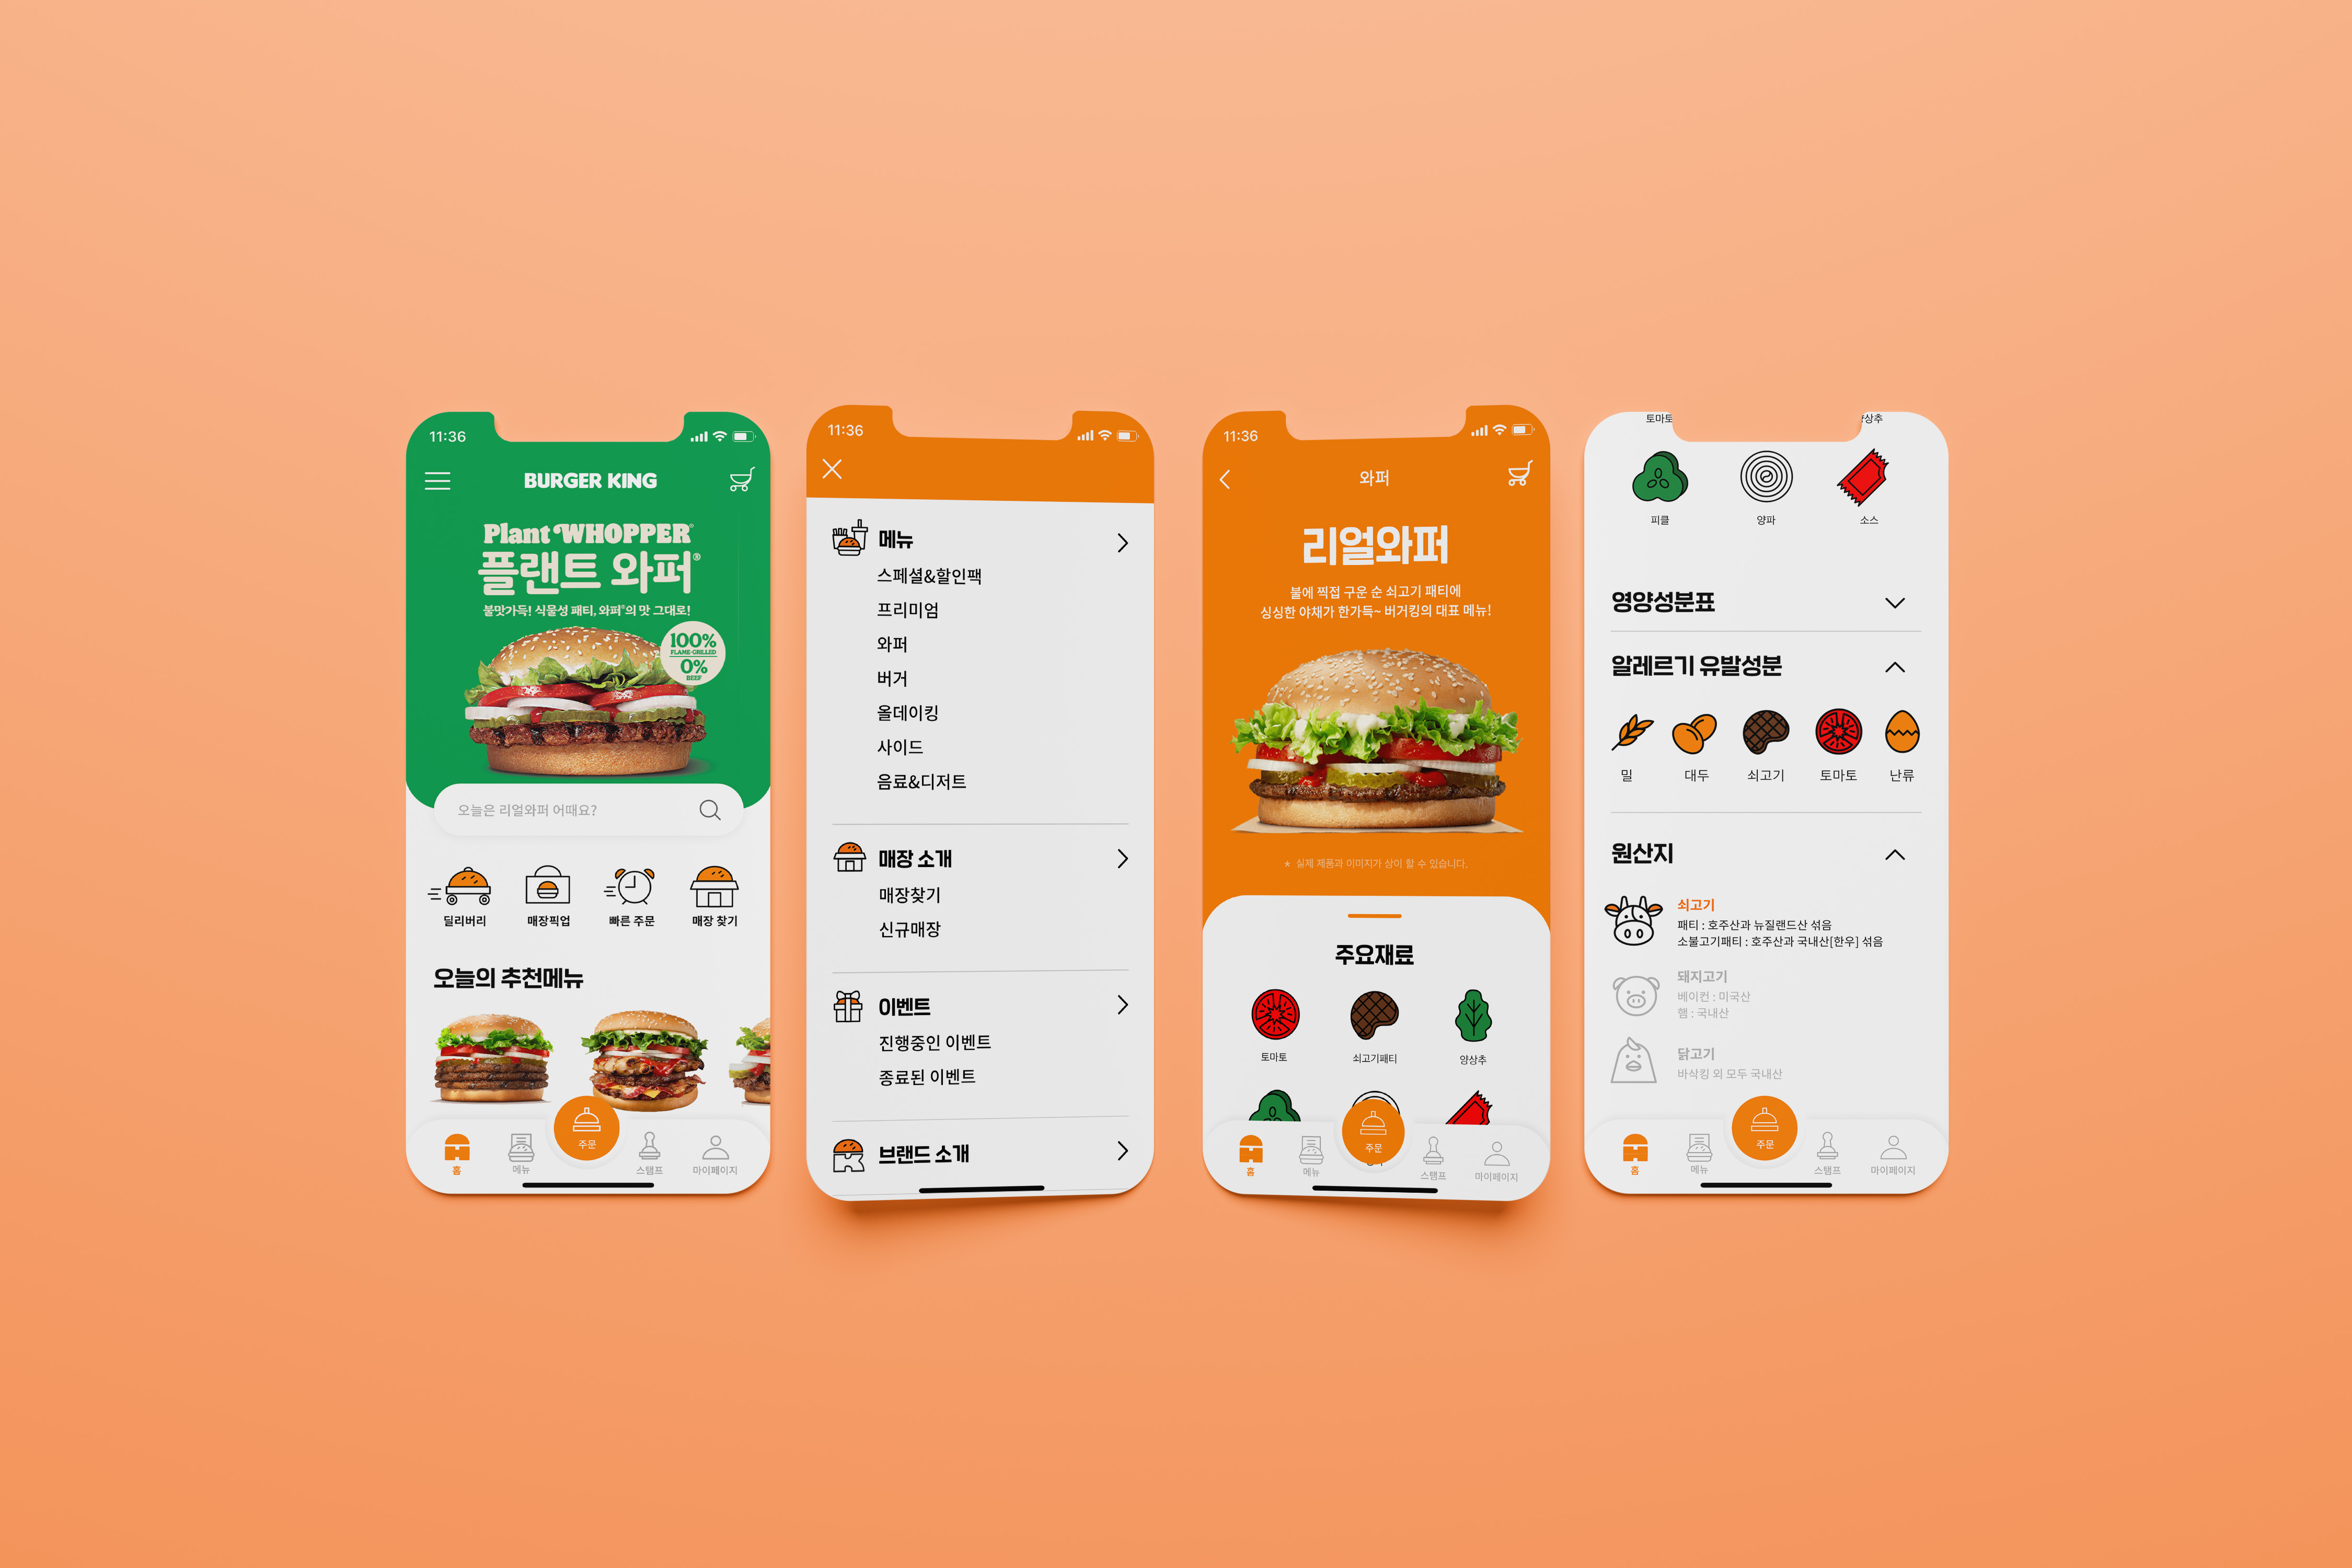 11:36
BURGER KING
Plant WHOPPER®
플랜트 와퍼®
불맛가득! 식물성 패티, 와퍼®의 맛 그대로!
100%
FLAME-GRILLED
0%
BEEF
오늘은 리얼와퍼 어때요?
딜리버리 매장픽업 빠른 주문 매장 찾기
오늘의 추천메뉴
주문
홈 메뉴 스탬프 마이페이지
11:36
메뉴
스페셜&할인팩
프리미엄
와퍼
버거
올데이킹
사이드
음료&디저트
매장 소개
매장찾기
신규매장
이벤트
진행중인 이벤트
종료된 이벤트
브랜드 소개
11:36
와퍼
리얼와퍼
불에 찍접 구운 순 쇠고기 패티에
싱싱한 야채가 한가득~ 버거킹의 대표 메뉴!
* 실제 제품과 이미지가 상이 할 수 있습니다.
주요재료
토마토 쇠고기패티 양상추
주문
홈 메뉴 스탬프 마이페이지
토마토 상추
피클 양파 소스
영양성분표
알레르기 유발성분
밀 대두 쇠고기 토마토 난류
원산지
쇠고기
패티 : 호주산과 뉴질랜드산 섞음
소불고기패티 : 호주산과 국내산[한우] 섞음
돼지고기
베이컨 : 미국산
햄 : 국내산
닭고기
바삭킹 외 모두 국내산
주문
홈 메뉴 스탬프 마이페이지